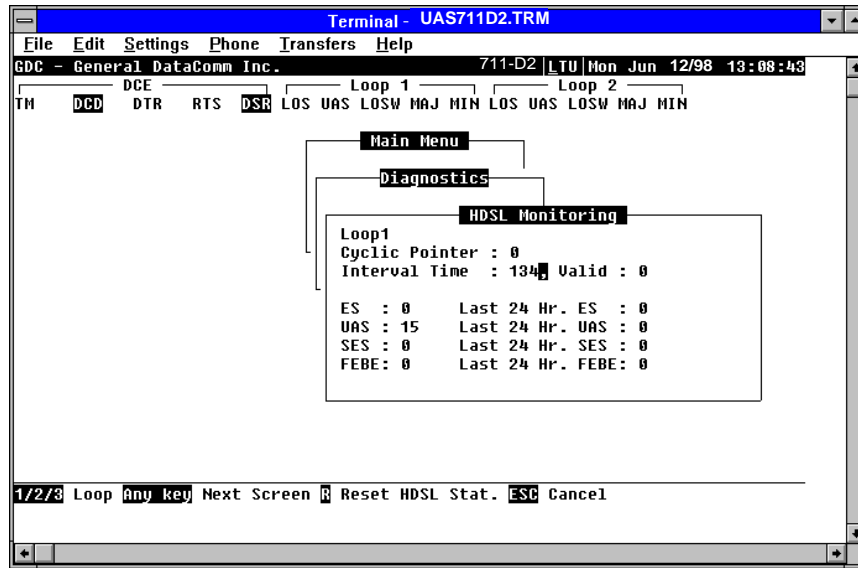 Terminal - UAS711D2.TRM
File Edit Settings Phone Transfers Help
GDC - General DataComm Inc. 711-D2 |LTU|Mon Jun 12/98 13:08:43
DCE Loop 1 Loop 2
TM DCD DTR RTS DSR LOS UAS LOSW MAJ MIN LOS UAS LOSW MAJ MIN
Main Menu
Diagnostics
HDSL Monitoring
Loop1
Cyclic Pointer : 0
Interval Time : 134, Valid : 0
ES : 0 Last 24 Hr. ES : 0
UAS : 15 Last 24 Hr. UAS : 0
SES : 0 Last 24 Hr. SES : 0
FEBE: 0 Last 24 Hr. FEBE: 0
1/2/3 Loop Any key Next Screen R Reset HDSL Stat. ESC Cancel